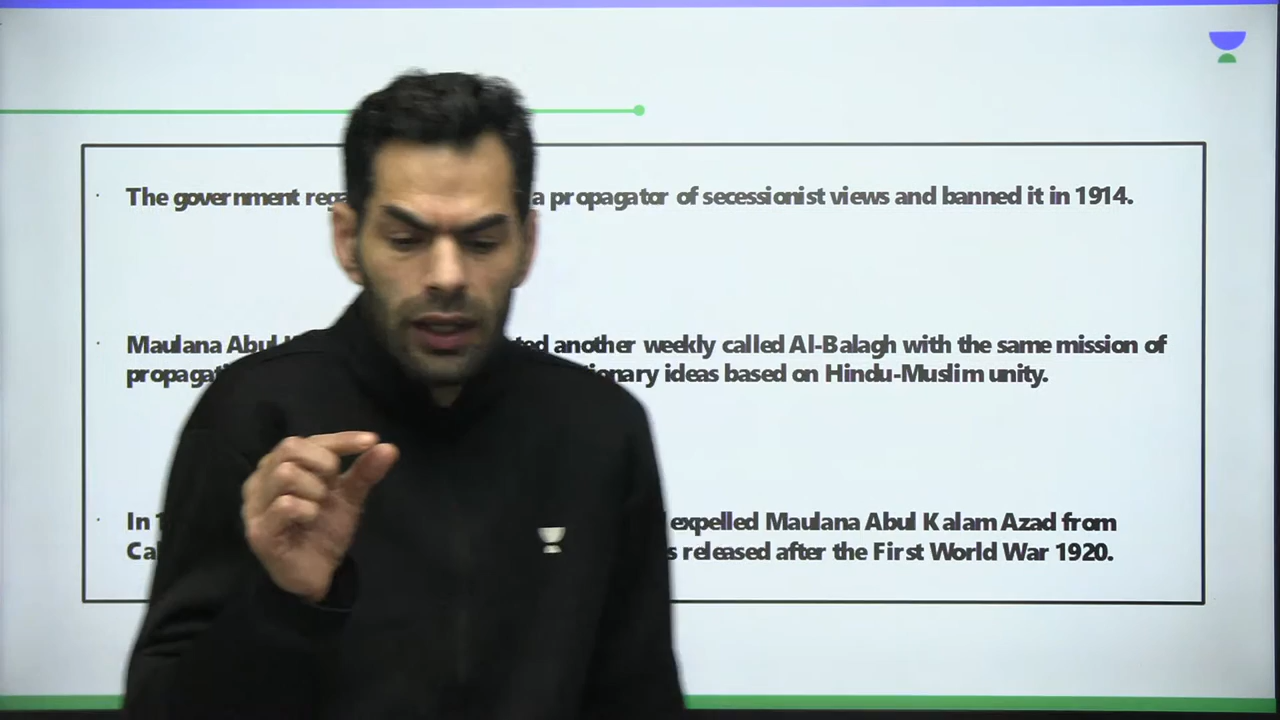 The government rega a propagator of secessionist views and banned it in 1914.
Maulana Abul ted another weekly called Al-Balagh with the same mission of
propagat ionary ideas based on Hindu-Muslim unity.
In 1 expelled Maulana Abul Kalam Azad from
Cal s released after the First World War 1920.